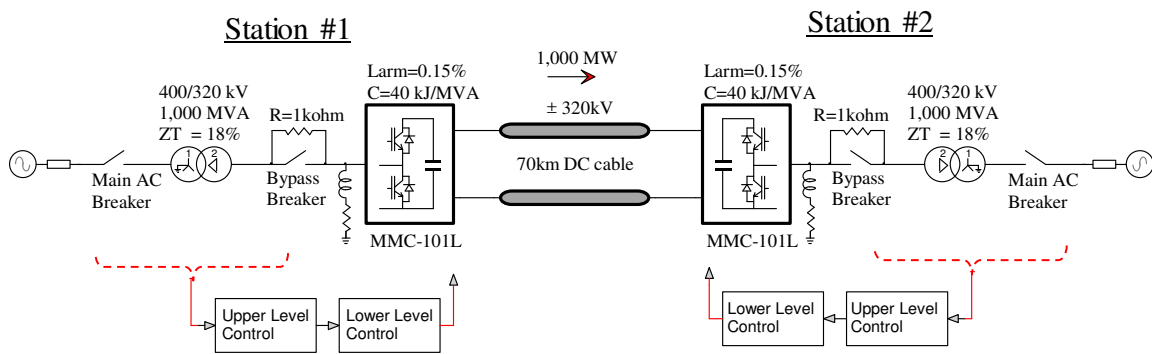 Station #1
Station #2
1,000 MW
Larm=0.15%
C=40 kJ/MVA
Larm=0.15%
C=40 kJ/MVA
400/320 kV
1,000 MVA
ZT = 18%
R=1kohm
± 320kV
R=1kohm
400/320 kV
1,000 MVA
ZT = 18%
1
2
2
1
70km DC cable
Main AC
Breaker
Bypass
Breaker
Bypass
Breaker
Main AC
Breaker
MMC-101L
MMC-101L
Upper Level
Control
Lower Level
Control
Lower Level
Control
Upper Level
Control